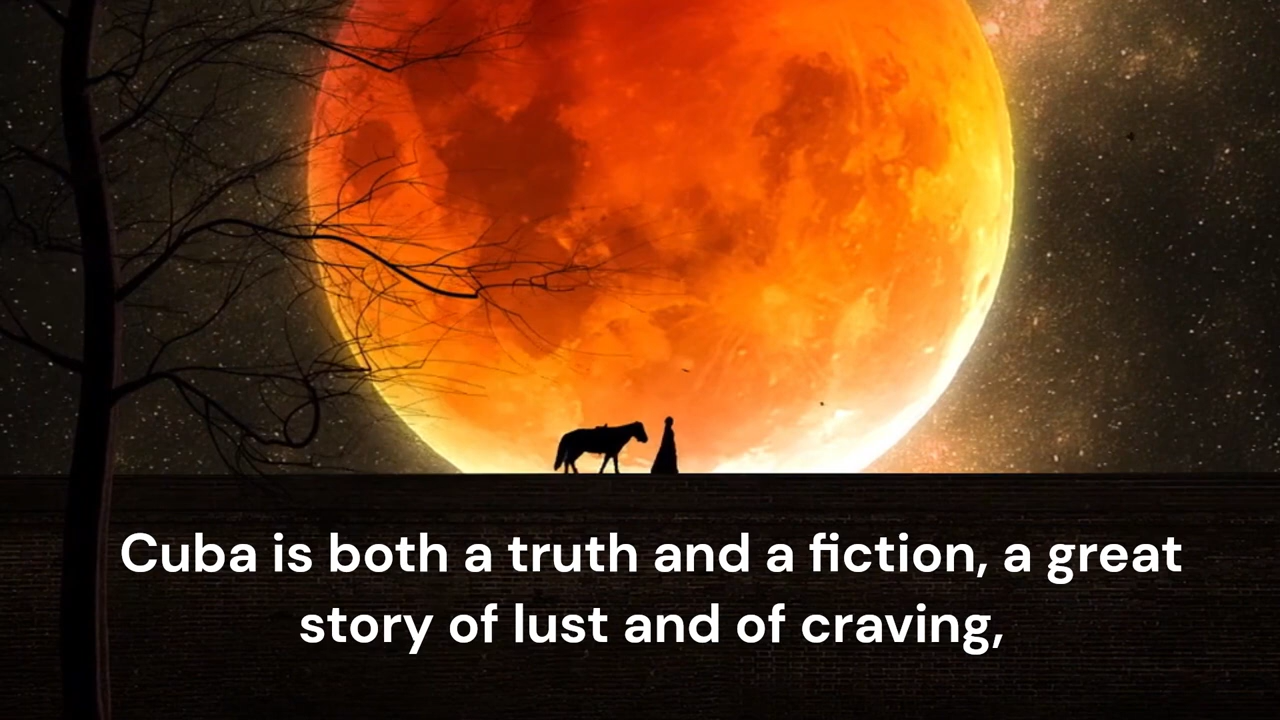 Cuba is both a truth and a fiction, a great
story of lust and of craving,